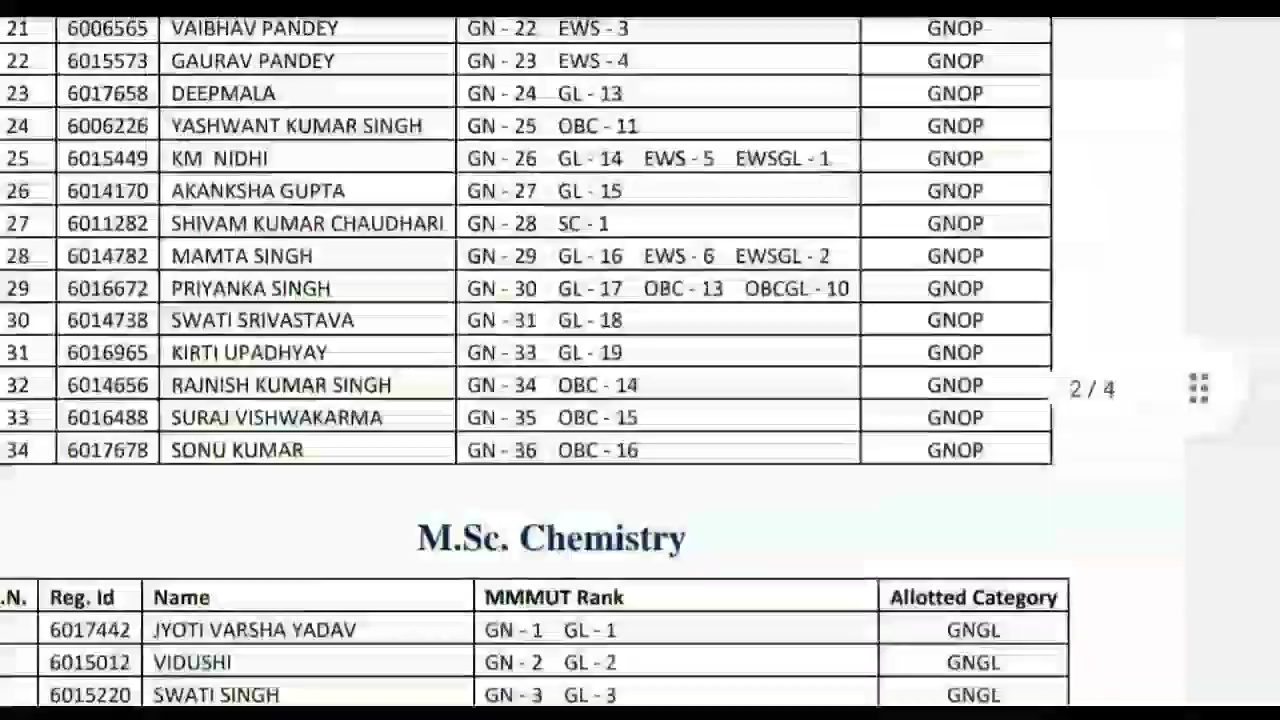 21 6006565 VAIBHAV PANDEY GN - 22 EWS - 3 GNOP
22 6015573 GAURAV PANDEY GN - 23 EWS - 4 GNOP
23 6017658 DEEPMALA GN - 24 GL - 13 GNOP
24 6006226 YASHWANT KUMAR SINGH GN - 25 OBC - 11 GNOP
25 6015449 KM NIDHI GN - 26 GL - 14 EWS - 5 EWSGL - 1 GNOP
26 6014170 AKANKSHA GUPTA GN - 27 GL - 15 GNOP
27 6011282 SHIVAM KUMAR CHAUDHARI GN - 28 SC - 1 GNOP
28 6014782 MAMTA SINGH GN - 29 GL - 16 EWS - 6 EWSGL - 2 GNOP
29 6016672 PRIYANKA SINGH GN - 30 GL - 17 OBC - 13 OBCGL - 10 GNOP
30 6014738 SWATI SRIVASTAVA GN - 31 GL - 18 GNOP
31 6016965 KIRTI UPADHYAY GN - 33 GL - 19 GNOP
32 6014656 RAJNISH KUMAR SINGH GN - 34 OBC - 14 GNOP
2 / 4
33 6016488 SURAJ VISHWAKARMA GN - 35 OBC - 15 GNOP
34 6017678 SONU KUMAR GN - 36 OBC - 16 GNOP
M.Sc. Chemistry
.N. Reg. Id Name MMMUT Rank Allotted Category
6017442 JYOTI VARSHA YADAV GN - 1 GL - 1 GNGL
6015012 VIDUSHI GN - 2 GL - 2 GNGL
6015220 SWATI SINGH GN - 3 GL - 3 GNGL